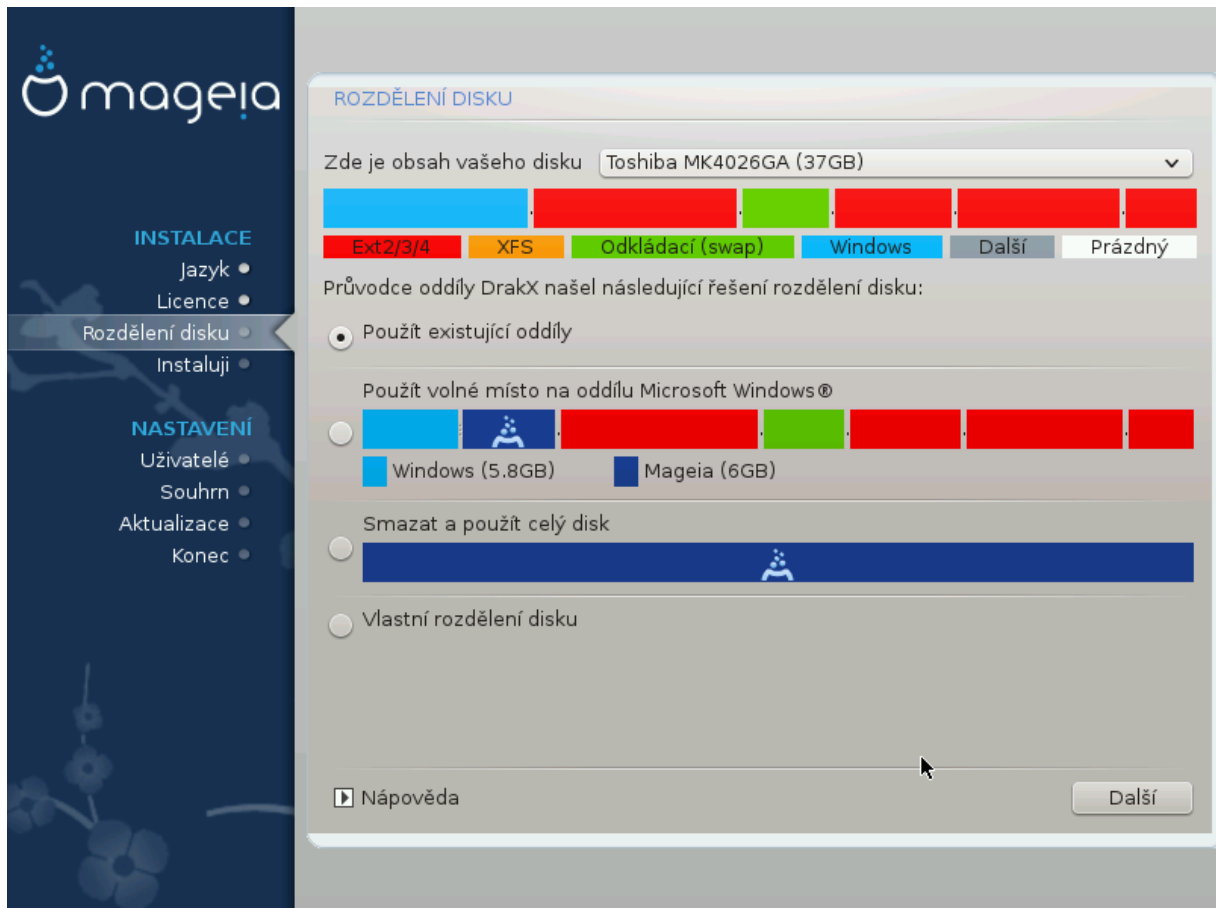 mageia
INSTALACE
Jazyk
Licence
Rozdělení disku
Instaluji
NASTAVENÍ
Uživatelé
Souhrn
Aktualizace
Konec
ROZDĚLENÍ DISKU
Zde je obsah vašeho disku Toshiba MK4026GA (37GB)
Ext2/3/4 XFS Odkládací (swap) Windows Další Prázdný
Průvodce oddíly DrakX našel následující řešení rozdělení disku:
Použít existující oddíly
Použít volné místo na oddílu Microsoft Windows®
Windows (5.8GB) Mageia (6GB)
Smazat a použít celý disk
Vlastní rozdělení disku
Nápověda Další